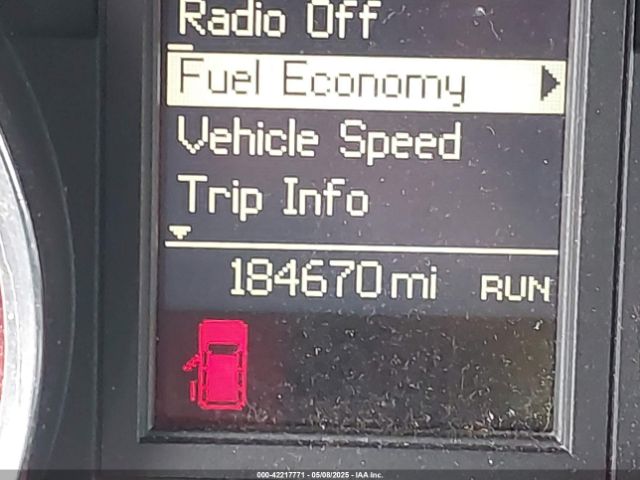 Radio Off
Fuel Economy
Vehicle Speed
Trip Info
184670 mi RUN
000-42217771 - 05/08/2025 - IAA Inc.